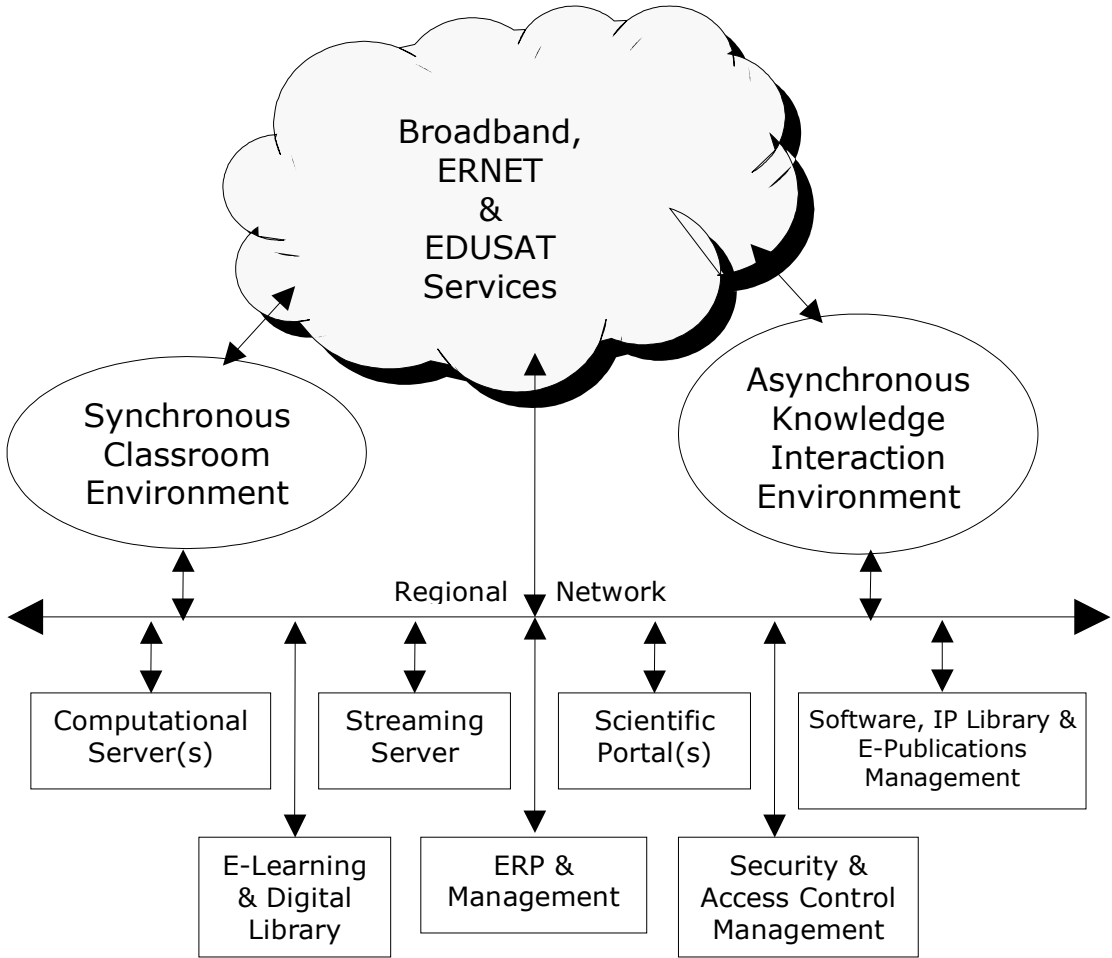 Broadband,
ERNET
&
EDUSAT
Services
Synchronous
Classroom
Environment
Asynchronous
Knowledge
Interaction
Environment
Regional Network
Computational
Server(s)
Streaming
Server
Scientific
Portal(s)
Software, IP Library &
E-Publications
Management
E-Learning
& Digital
Library
ERP &
Management
Security &
Access Control
Management